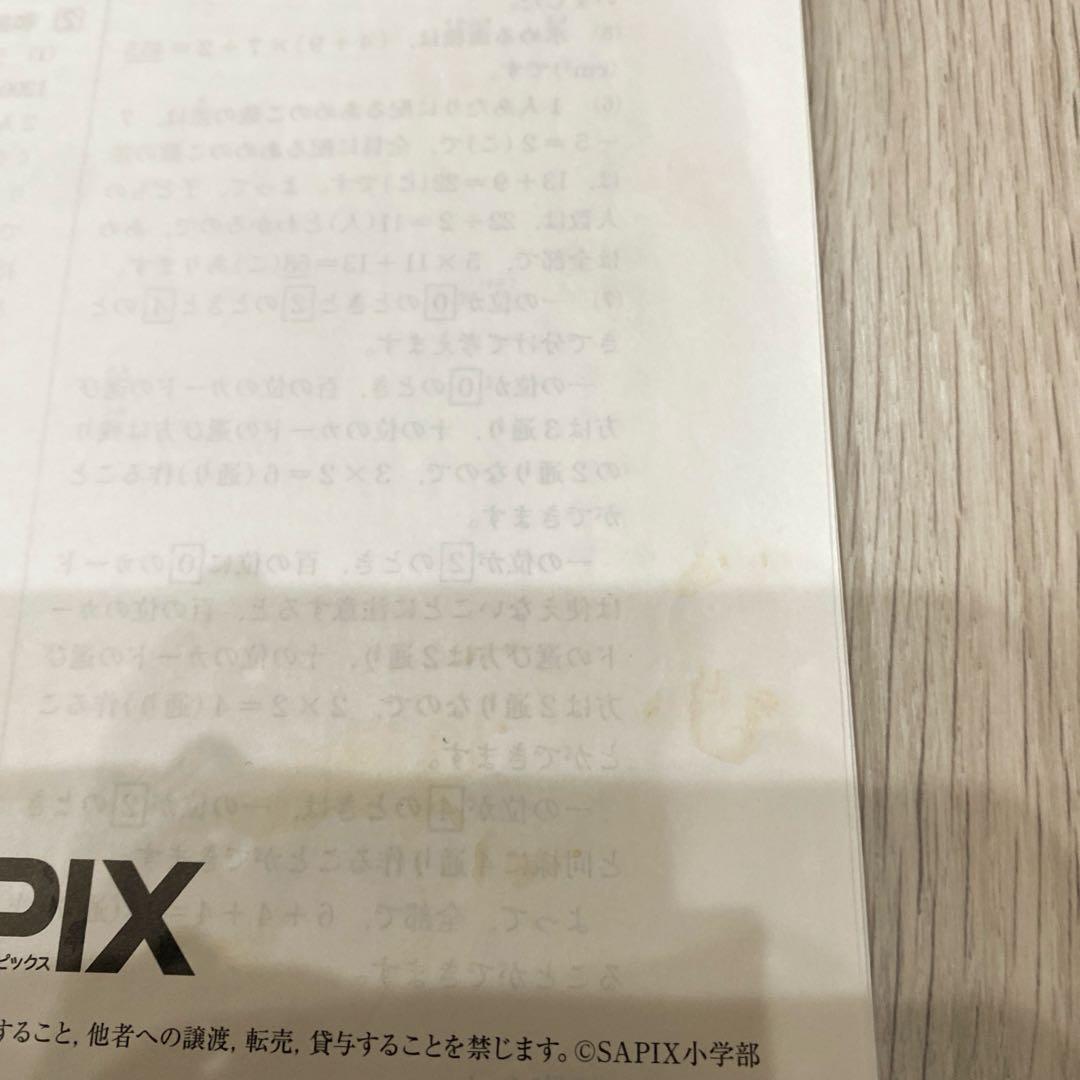 (5) 求める面積は, (4+9)×7÷2=45.5
(cm²)です。
(6) 1人あたりに配るあめのこ数の差は, 7
-5=2(こ)で, 全員に配るあめのこ数の差
は, 13+9=22(こ)です。よって, 子どもの
人数は, 22÷2=11(人)とわかるので, あめ
は全部で, 5×11+13=68(こ)あります。
(7) 一の位が0のときと2のときと4のと
きで分けて考えます。
一の位が0のとき, 百の位のカードの選び
方は3通り, 十の位のカードの選び方は残り
の2通りなので, 3×2=6(通り)作ること
ができます。
一の位が2のとき, 百の位に0のカード
は使えないことに注意すると, 百の位のカー
ドの選び方は2通り, 十の位のカードの選び
方は2通りなので, 2×2=4(通り)作るこ
とができます。
一の位が4のときは, 一の位が2のとき
と同様に4通り作ることができます。
よって, 全部で, 6+4+4=
ることができます。
PIX
ピックス
すること, 他者への譲渡, 転売, 貸与することを禁じます。©SAPIX小学部